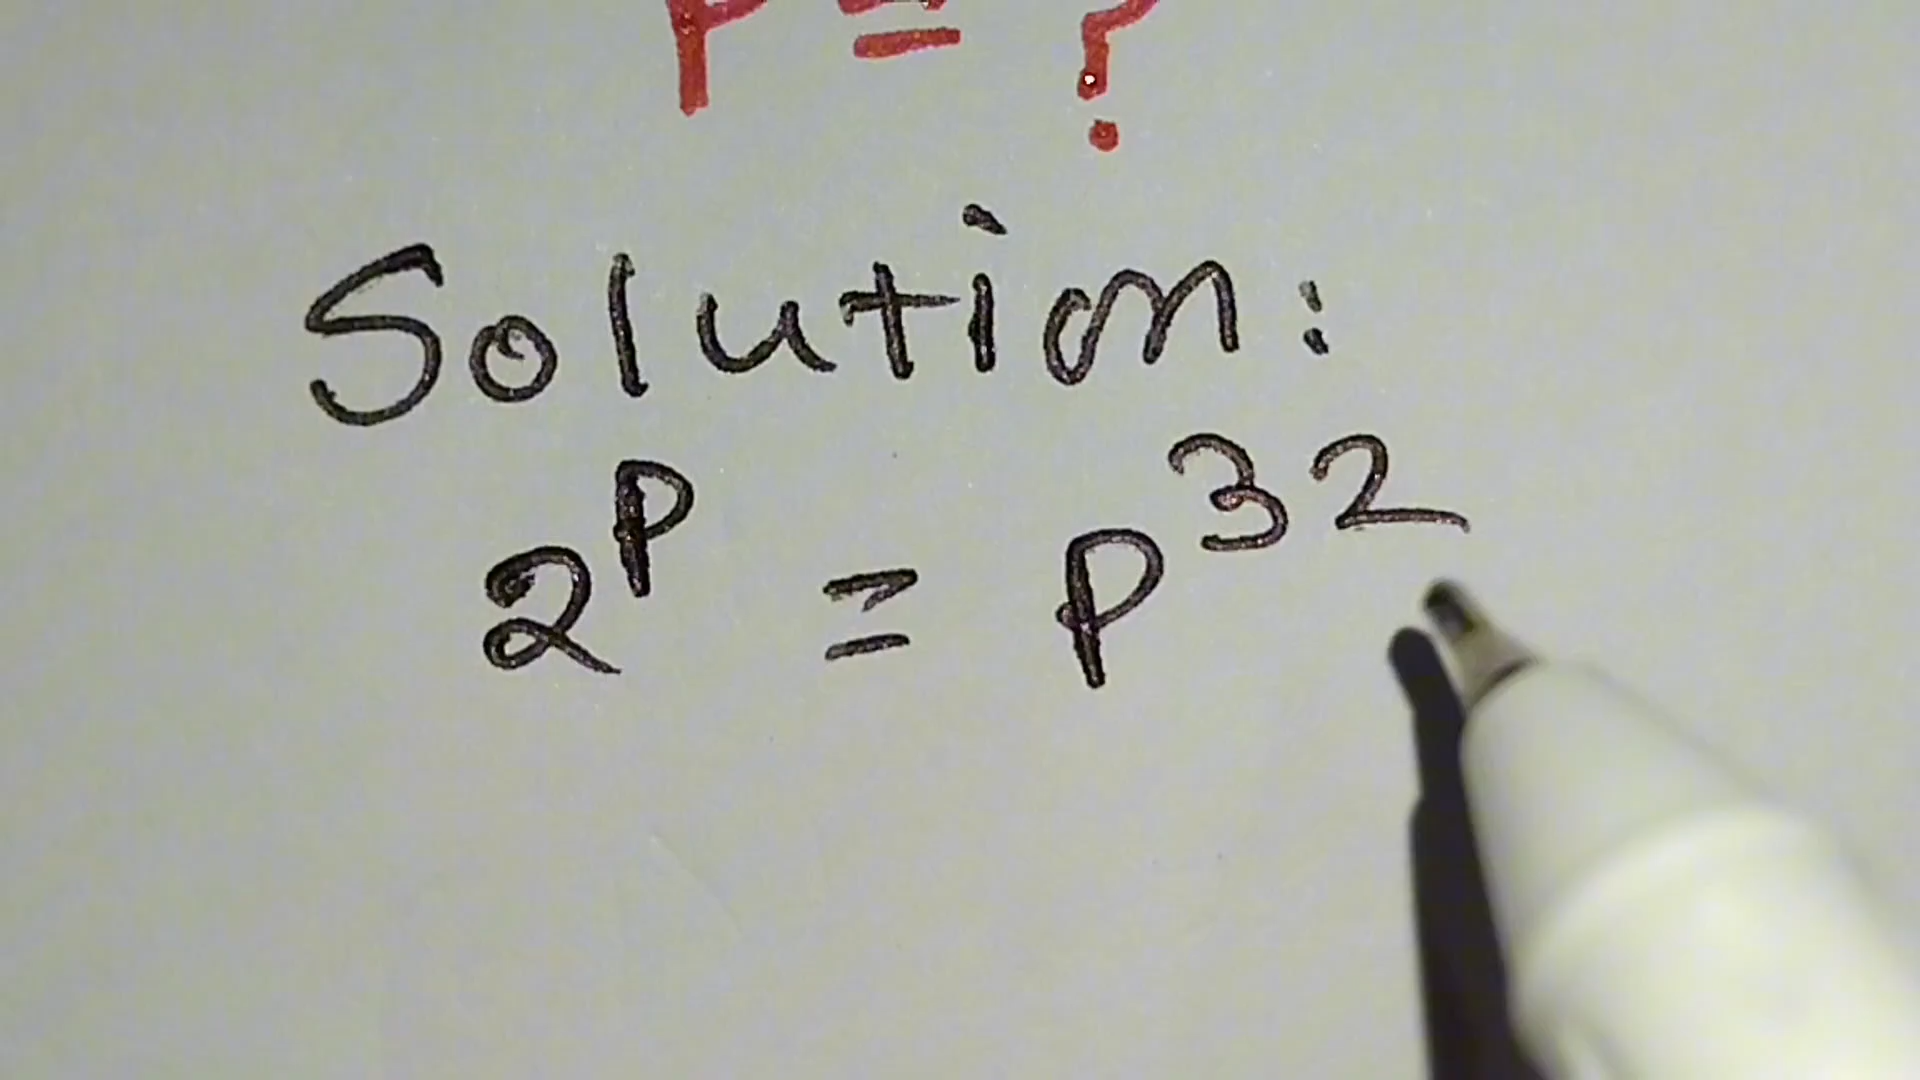 P = ?
Solution:
2^P = P^32